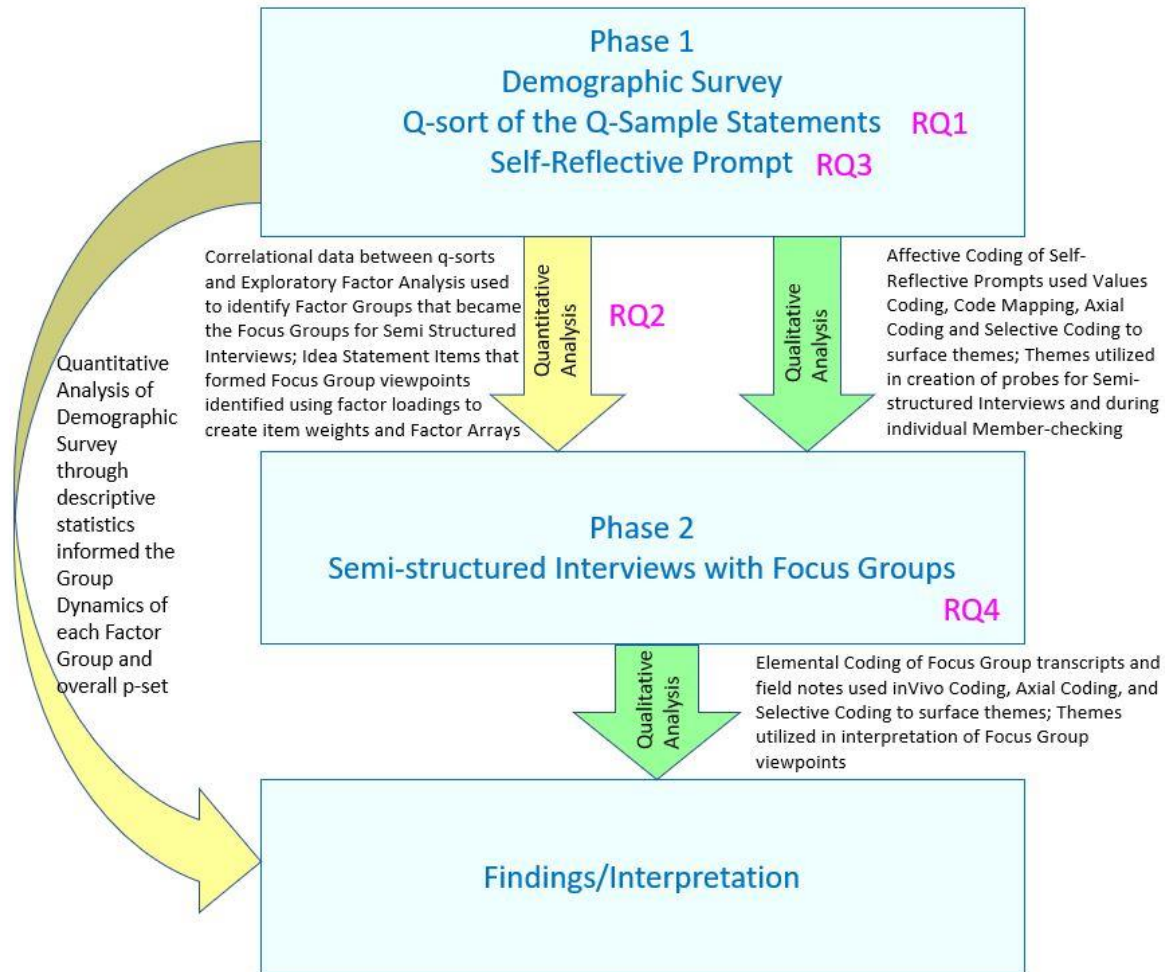 Phase 1
Demographic Survey
Q-sort of the Q-Sample Statements RQ1
Self-Reflective Prompt RQ3
Correlational data between q-sorts
and Exploratory Factor Analysis used
to identify Factor Groups that became
the Focus Groups for Semi Structured
Interviews; Idea Statement Items that
formed Focus Group viewpoints
identified using factor loadings to
create item weights and Factor Arrays
Quantitative
Analysis
RQ2
Qualitative
Analysis
Affective Coding of Self-
Reflective Prompts used Values
Coding, Code Mapping, Axial
Coding and Selective Coding to
surface themes; Themes utilized
in creation of probes for Semi-
structured Interviews and during
individual Member-checking
Quantitative
Analysis of
Demographic
Survey
through
descriptive
statistics
informed the
Group
Dynamics of
each Factor
Group and
overall p-set
Phase 2
Semi-structured Interviews with Focus Groups
RQ4
Qualitative
Analysis
Elemental Coding of Focus Group transcripts and
field notes used inVivo Coding, Axial Coding, and
Selective Coding to surface themes; Themes
utilized in interpretation of Focus Group
viewpoints
Findings/Interpretation